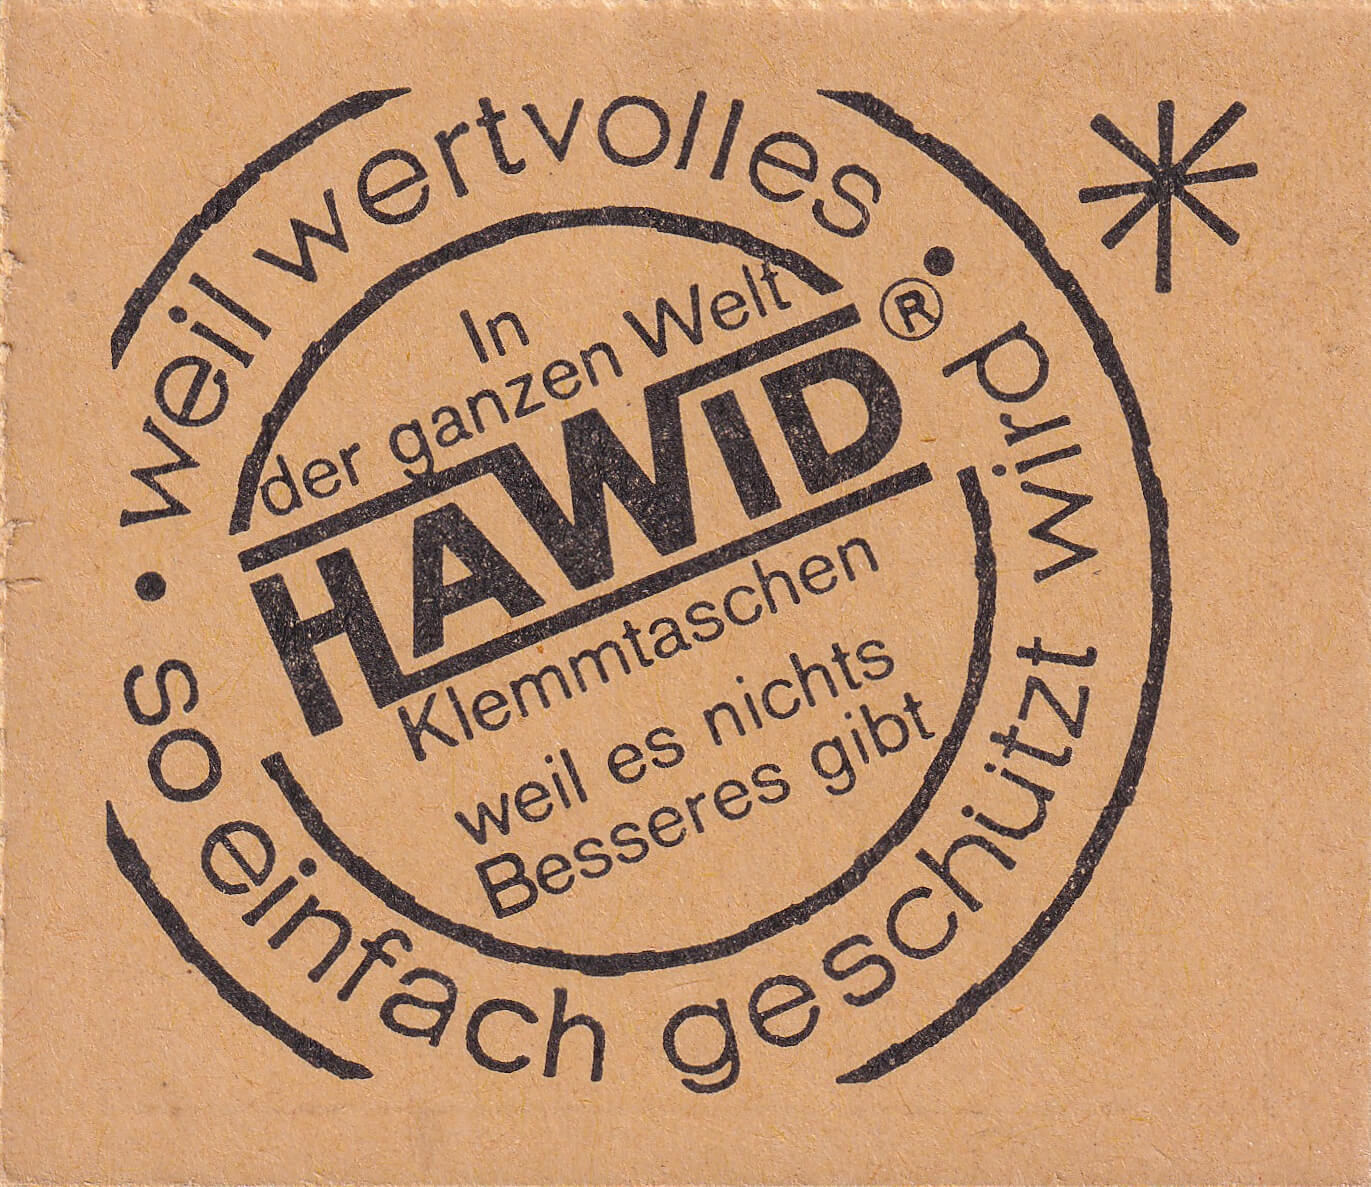 weil wertvolles • wird geschützt so einfach •
In
der ganzen Welt
HAWID®
Klemmtaschen
weil es nichts
Besseres gibt